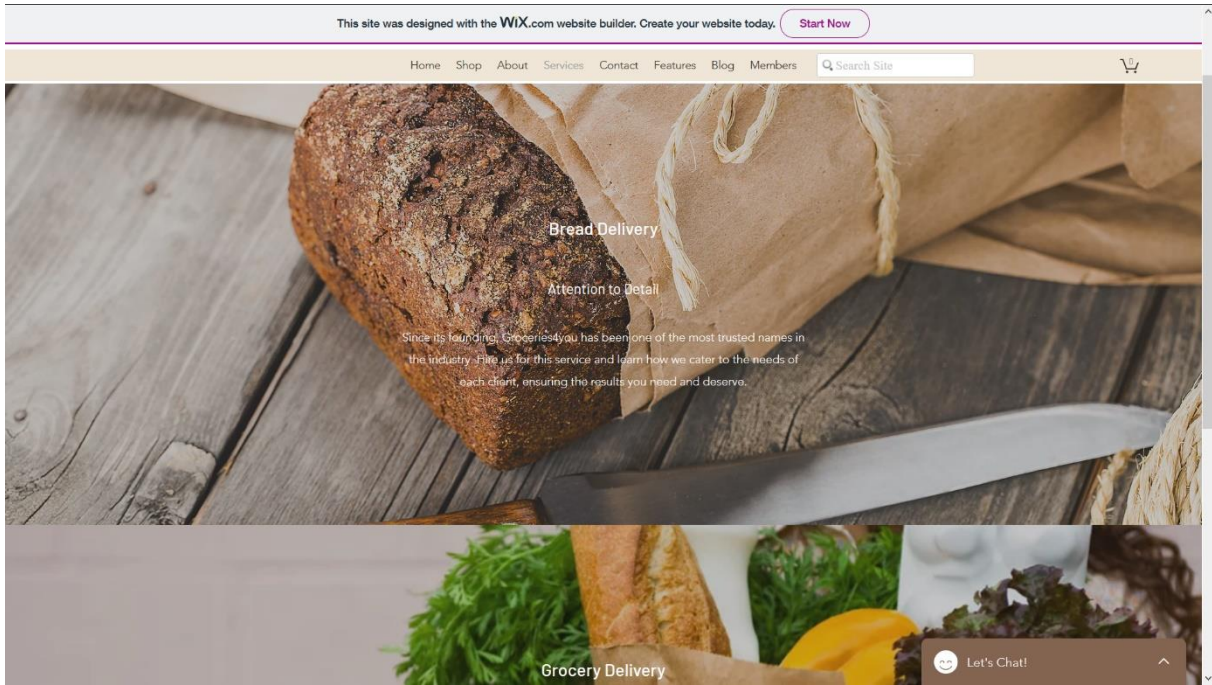 This site was designed with the WiX.com website builder. Create your website today. Start Now
Home Shop About Services Contact Features Blog Members Search Site 0
Bread Delivery
Attention to Detail
Since its founding, Groceries4you has been one of the most trusted names in
the industry. Hire us for this service and learn how we cater to the needs of
each client, ensuring the results you need and deserve.
Grocery Delivery
Let's Chat!